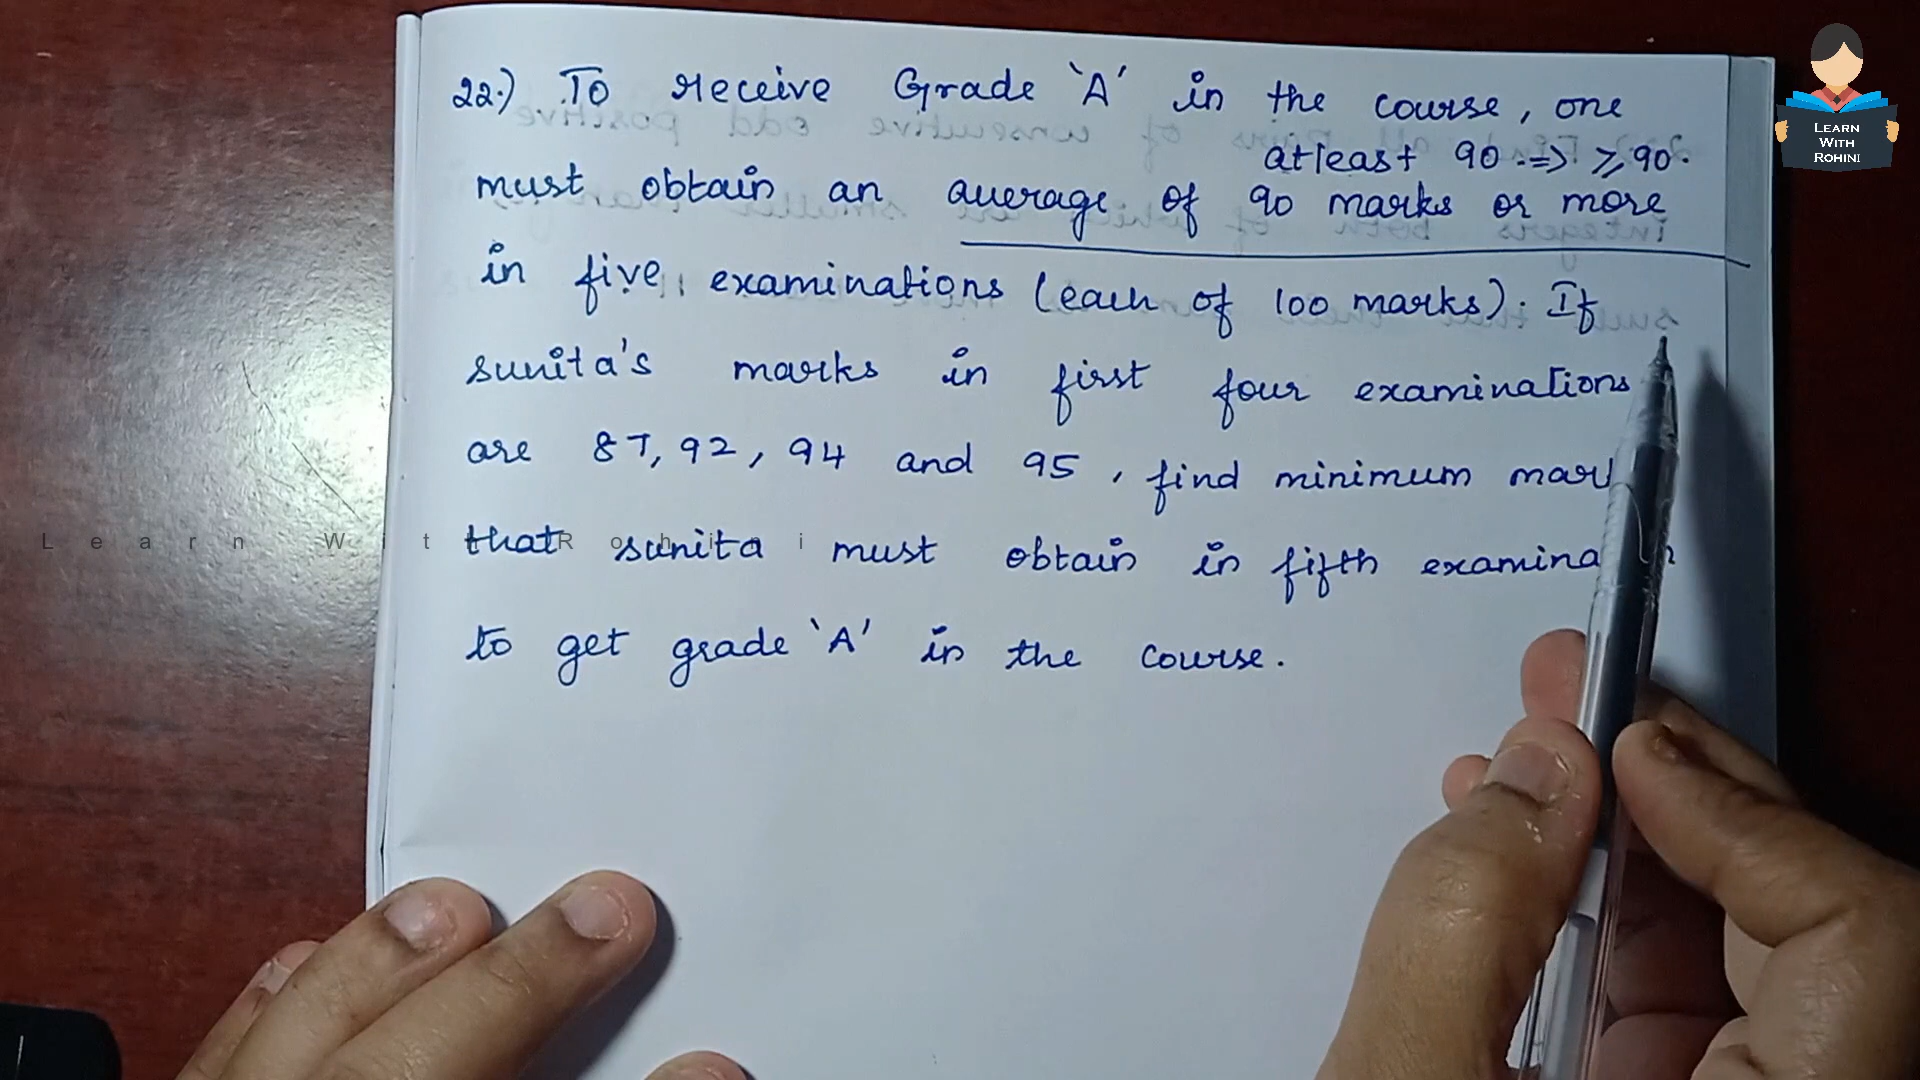 22.) To receive Grade 'A' in the course, one
atleast 90 => ≥ 90.
must obtain an average of 90 marks or more
in five examinations (each of 100 marks). If
sunita's marks in first four examinations
are 87, 92, 94 and 95, find minimum
that sunita must obtain in fifth
to get grade 'A' in the course.
Learn With Rohini
LEARN
WITH
ROHINI